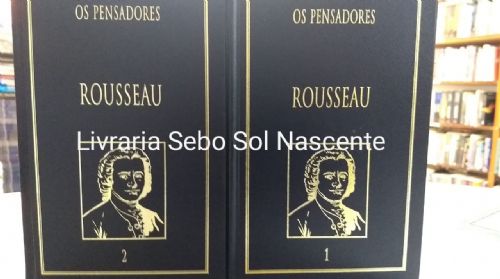 OS PENSADORES
ROUSSEAU
2
OS PENSADORES
ROUSSEAU
1
Livraria Sebo Sol Nascente